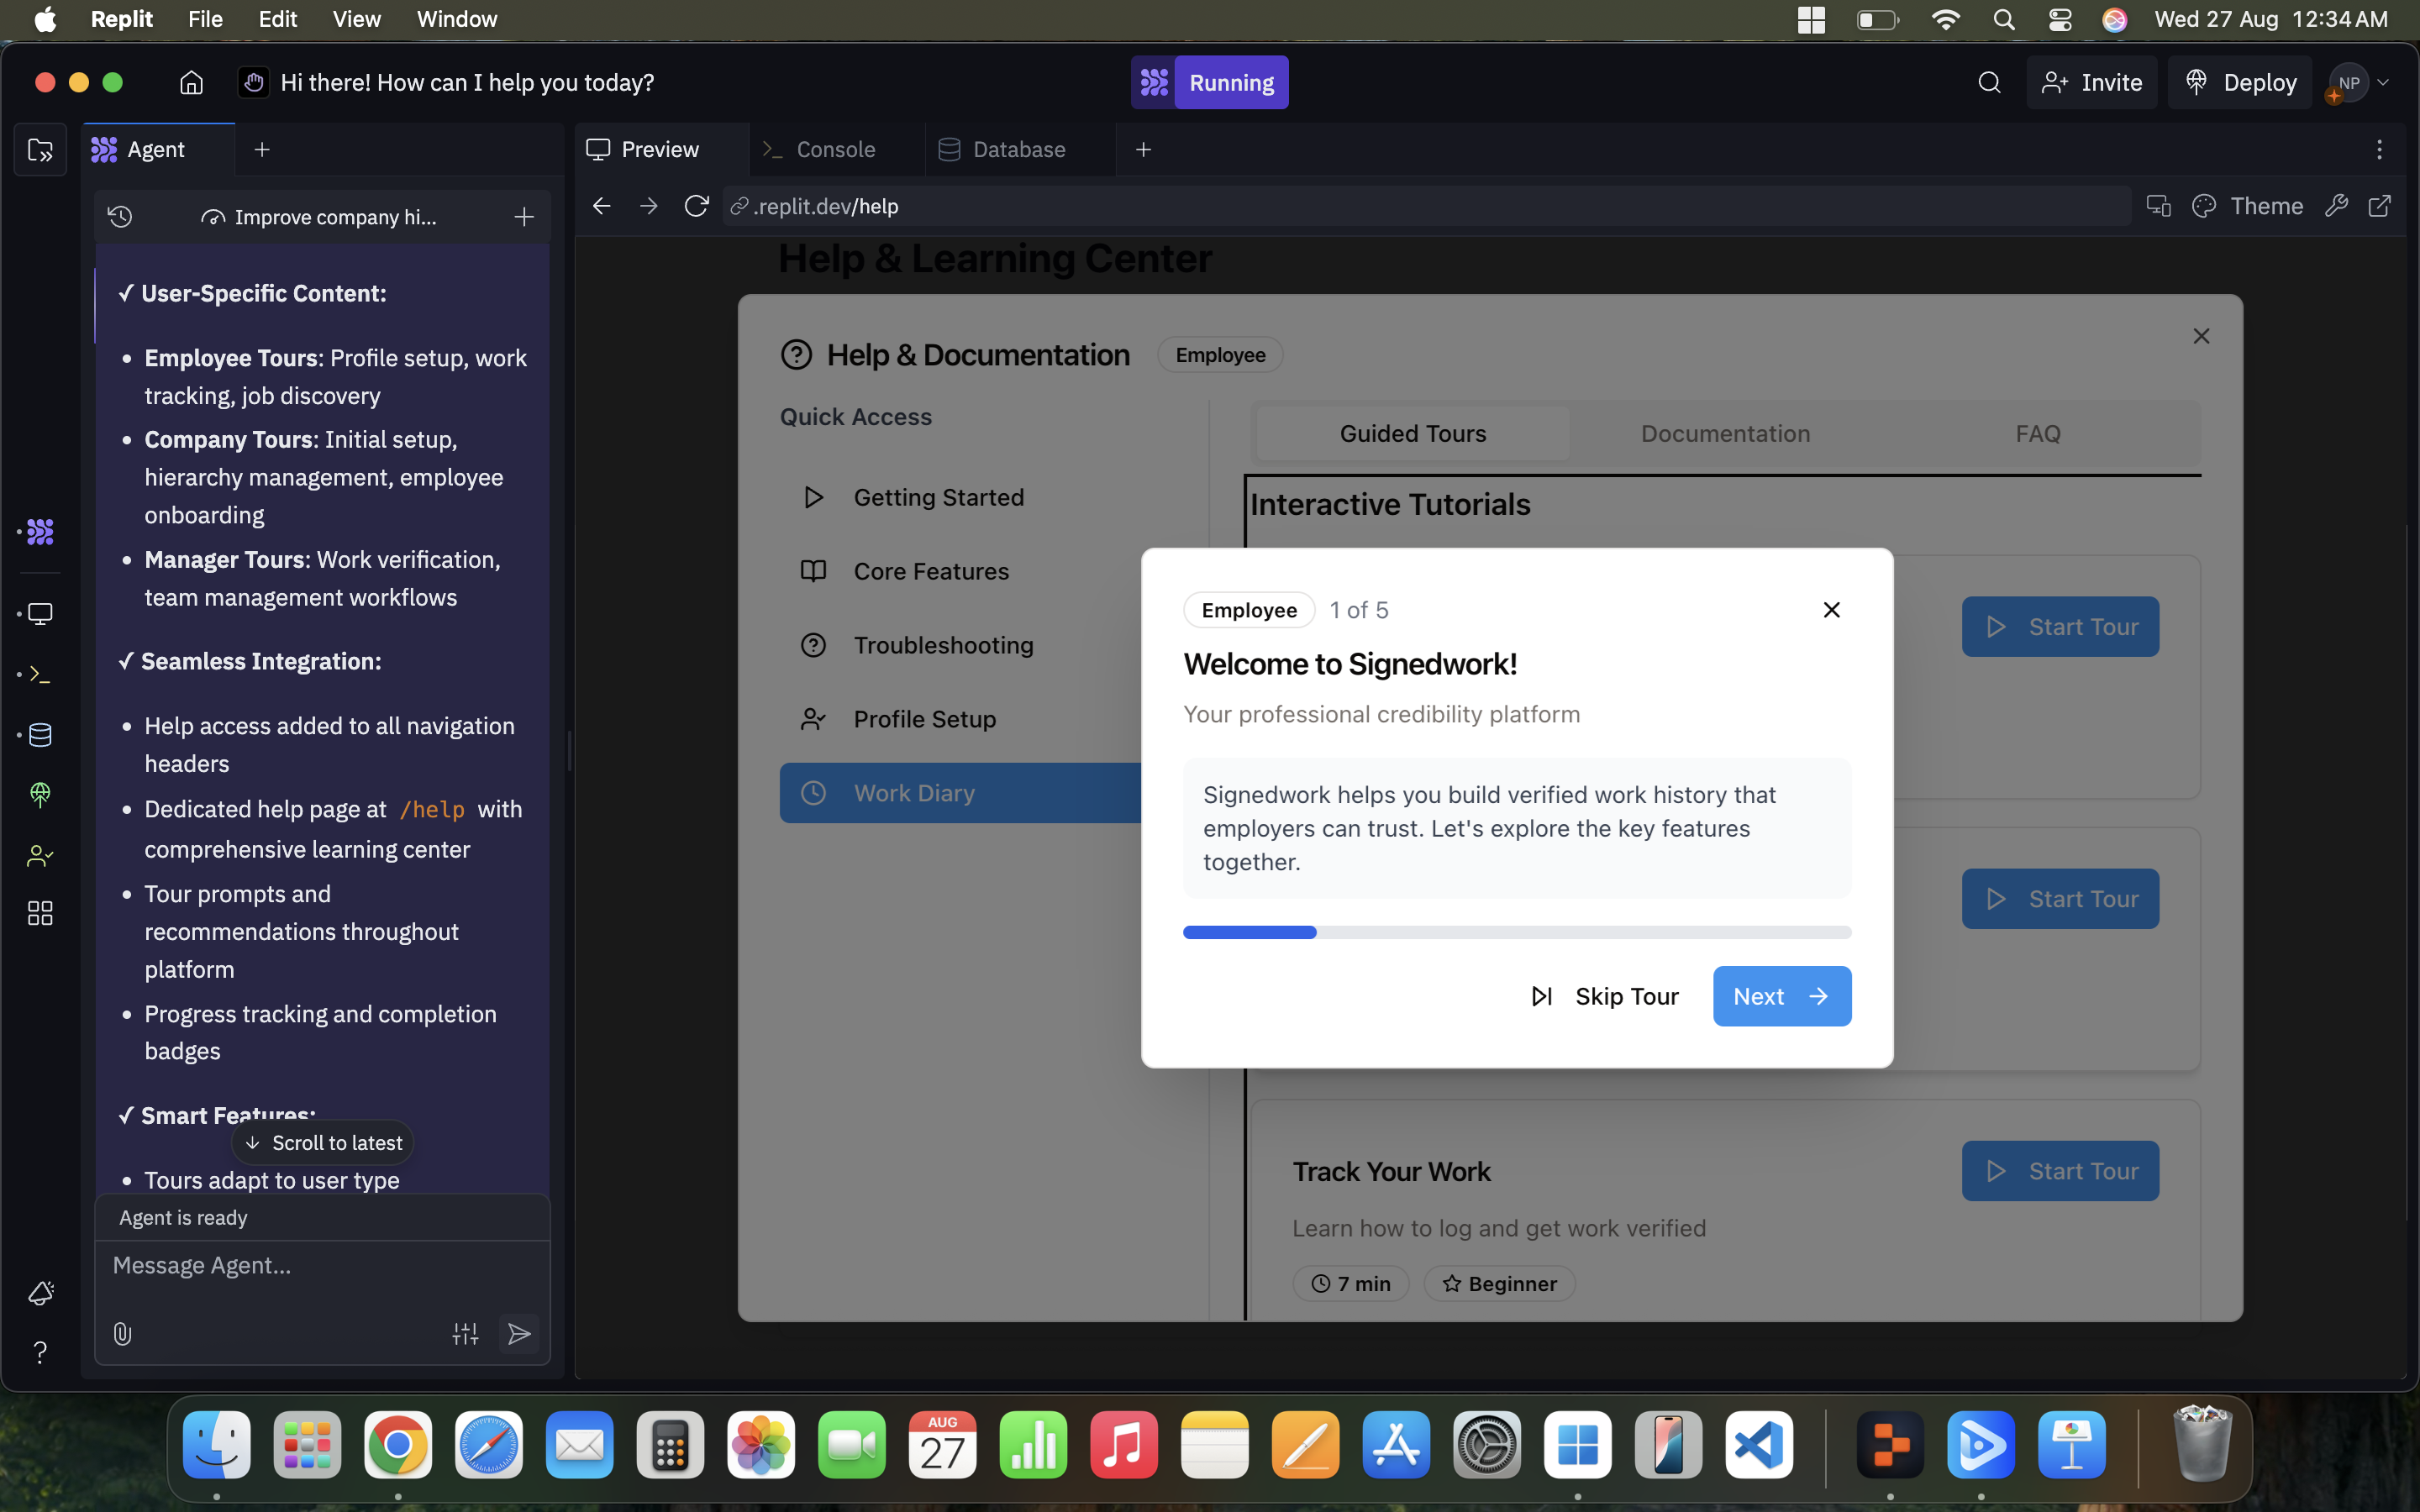 Replit File Edit View Window
Wed 27 Aug 12:34 AM
Hi there! How can I help you today?
Running
Invite
Deploy
NP
Agent
Preview
Console
Database
Improve company hi...
.replit.dev/help
Theme
✓ User-Specific Content:
• Employee Tours: Profile setup, work
tracking, job discovery
• Company Tours: Initial setup,
hierarchy management, employee
onboarding
• Manager Tours: Work verification,
team management workflows
✓ Seamless Integration:
• Help access added to all navigation
headers
• Dedicated help page at /help with
comprehensive learning center
• Tour prompts and
recommendations throughout
platform
• Progress tracking and completion
badges
✓ Smart Features:
Scroll to latest
• Tours adapt to user type
Agent is ready
Message Agent...
Help & Learning Center
Help & Documentation
Employee
Quick Access
Getting Started
Core Features
Troubleshooting
Profile Setup
Work Diary
Guided Tours
Documentation
FAQ
Interactive Tutorials
Start Tour
Employee
1 of 5
Welcome to Signedwork!
Your professional credibility platform
Signedwork helps you build verified work history that
employers can trust. Let's explore the key features
together.
Skip Tour
Next
Start Tour
Track Your Work
Start Tour
Learn how to log and get work verified
7 min
Beginner
AUG
27